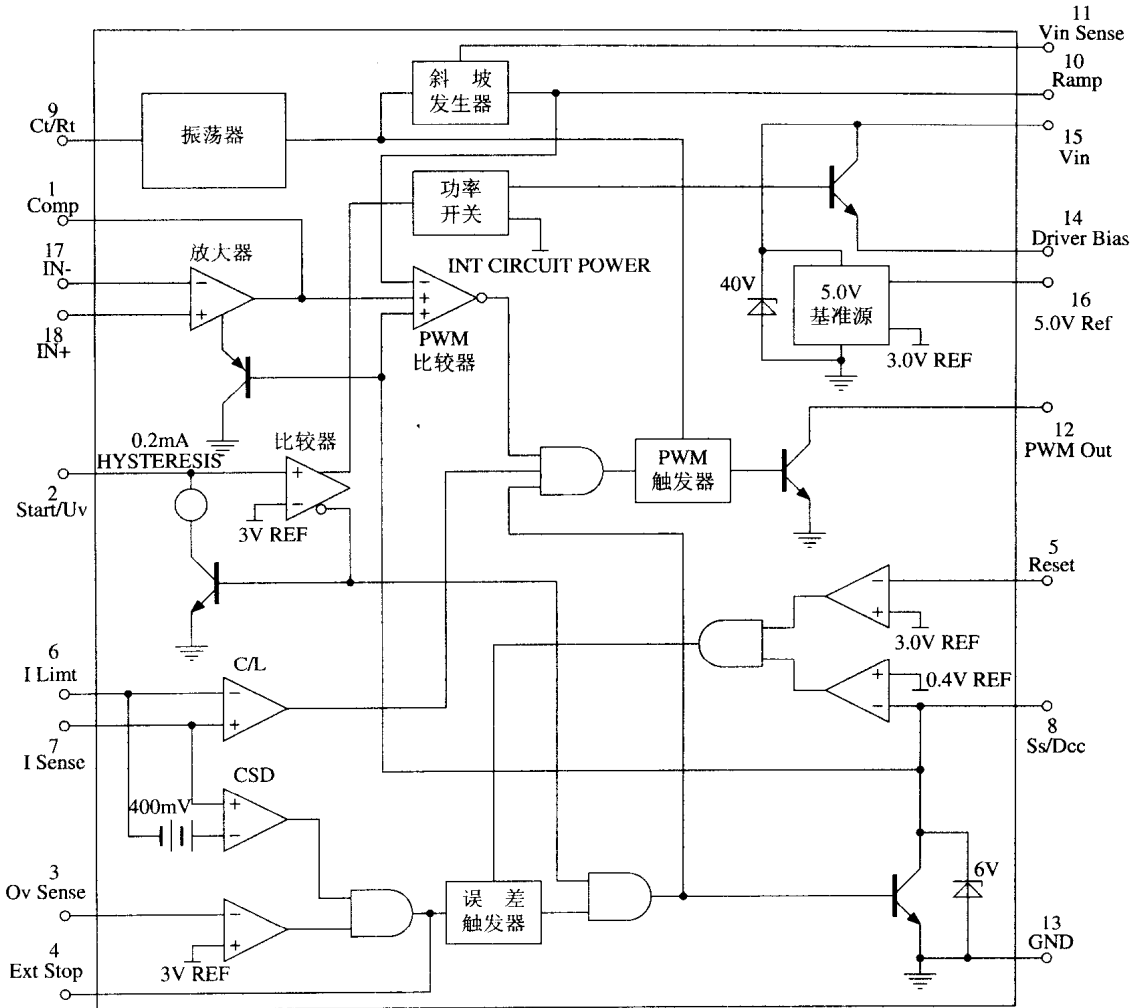 11
Vin Sense
10
Ramp
斜 坡
发生器
9
Ct/Rt
振荡器
15
Vin
1
Comp
功率
开关
14
Driver Bias
17
IN-
放大器
INT CIRCUIT POWER
−
−
+
+
+
18
IN+
PWM
比较器
40V
5.0V
基准源
16
5.0V Ref
3.0V REF
12
PWM Out
0.2mA
HYSTERESIS
比较器
+
−
3V REF
2
Start/Uv
PWM
触发器
5
Reset
−
+
3.0V REF
6
I Limt
C/L
−
+
+
−
0.4V REF
8
Ss/Dcc
7
I Sense
CSD
400mV
+
−
3
Ov Sense
−
+
3V REF
误 差
触发器
6V
4
Ext Stop
13
GND